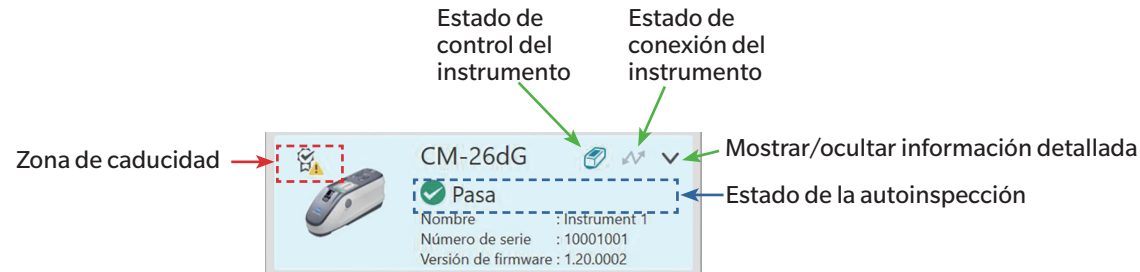 Estado de
control del
instrumento
Estado de
conexión del
instrumento
Zona de caducidad
CM-26dG
Mostrar/ocultar información detallada
Pasa
Estado de la autoinspección
Nombre : Instrument 1
Número de serie : 10001001
Versión de firmware : 1.20.0002